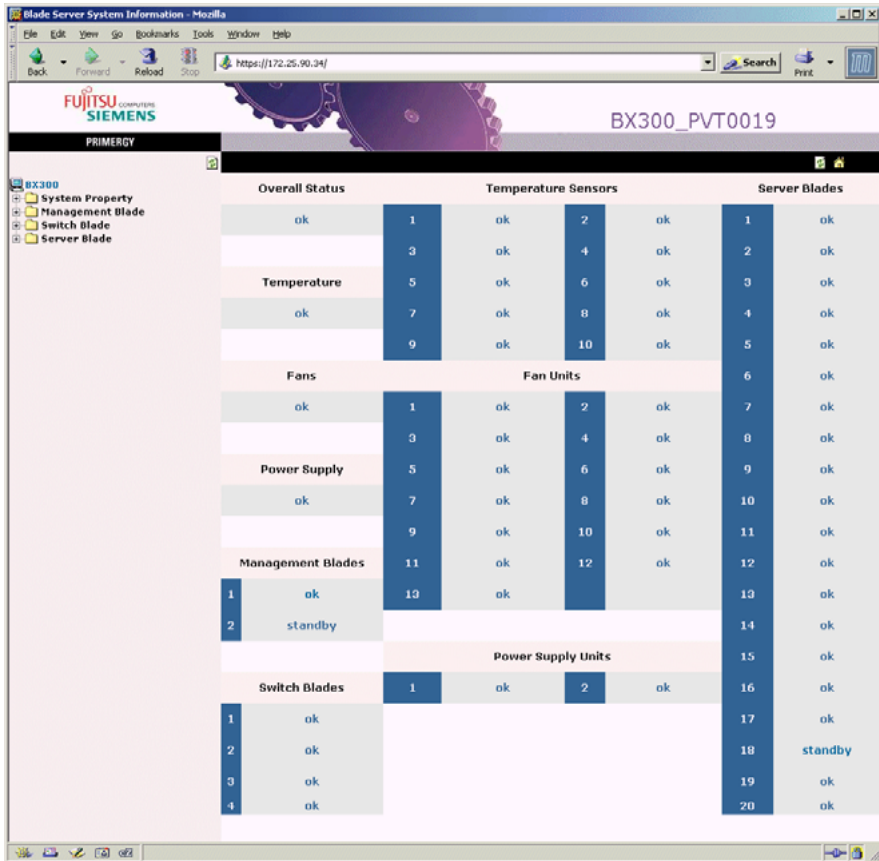 Blade Server System Information - Mozilla
File Edit View Go Bookmarks Tools Window Help
Back Forward Reload Stop https://172.25.90.34/ Search Print
FUJITSU COMPUTERS
SIEMENS
BX300_PVT0019
PRIMERGY
BX300
System Property
Management Blade
Switch Blade
Server Blade
Overall Status
ok
Temperature
ok
Fans
ok
Power Supply
ok
Management Blades
1 ok
2 standby
Switch Blades
1 ok
2 ok
3 ok
4 ok
Temperature Sensors
1 ok 2 ok
3 ok 4 ok
5 ok 6 ok
7 ok 8 ok
9 ok 10 ok
Fan Units
1 ok 2 ok
3 ok 4 ok
5 ok 6 ok
7 ok 8 ok
9 ok 10 ok
11 ok 12 ok
13 ok
Power Supply Units
1 ok 2 ok
Server Blades
1 ok
2 ok
3 ok
4 ok
5 ok
6 ok
7 ok
8 ok
9 ok
10 ok
11 ok
12 ok
13 ok
14 ok
15 ok
16 ok
17 ok
18 standby
19 ok
20 ok